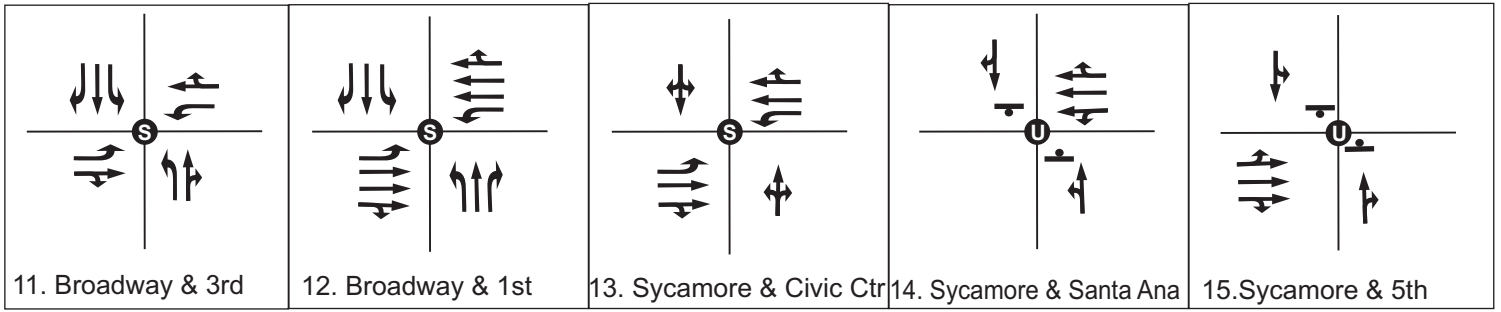 S
S
S
U
U
11. Broadway & 3rd
12. Broadway & 1st
13. Sycamore & Civic Ctr
14. Sycamore & Santa Ana
15.Sycamore & 5th